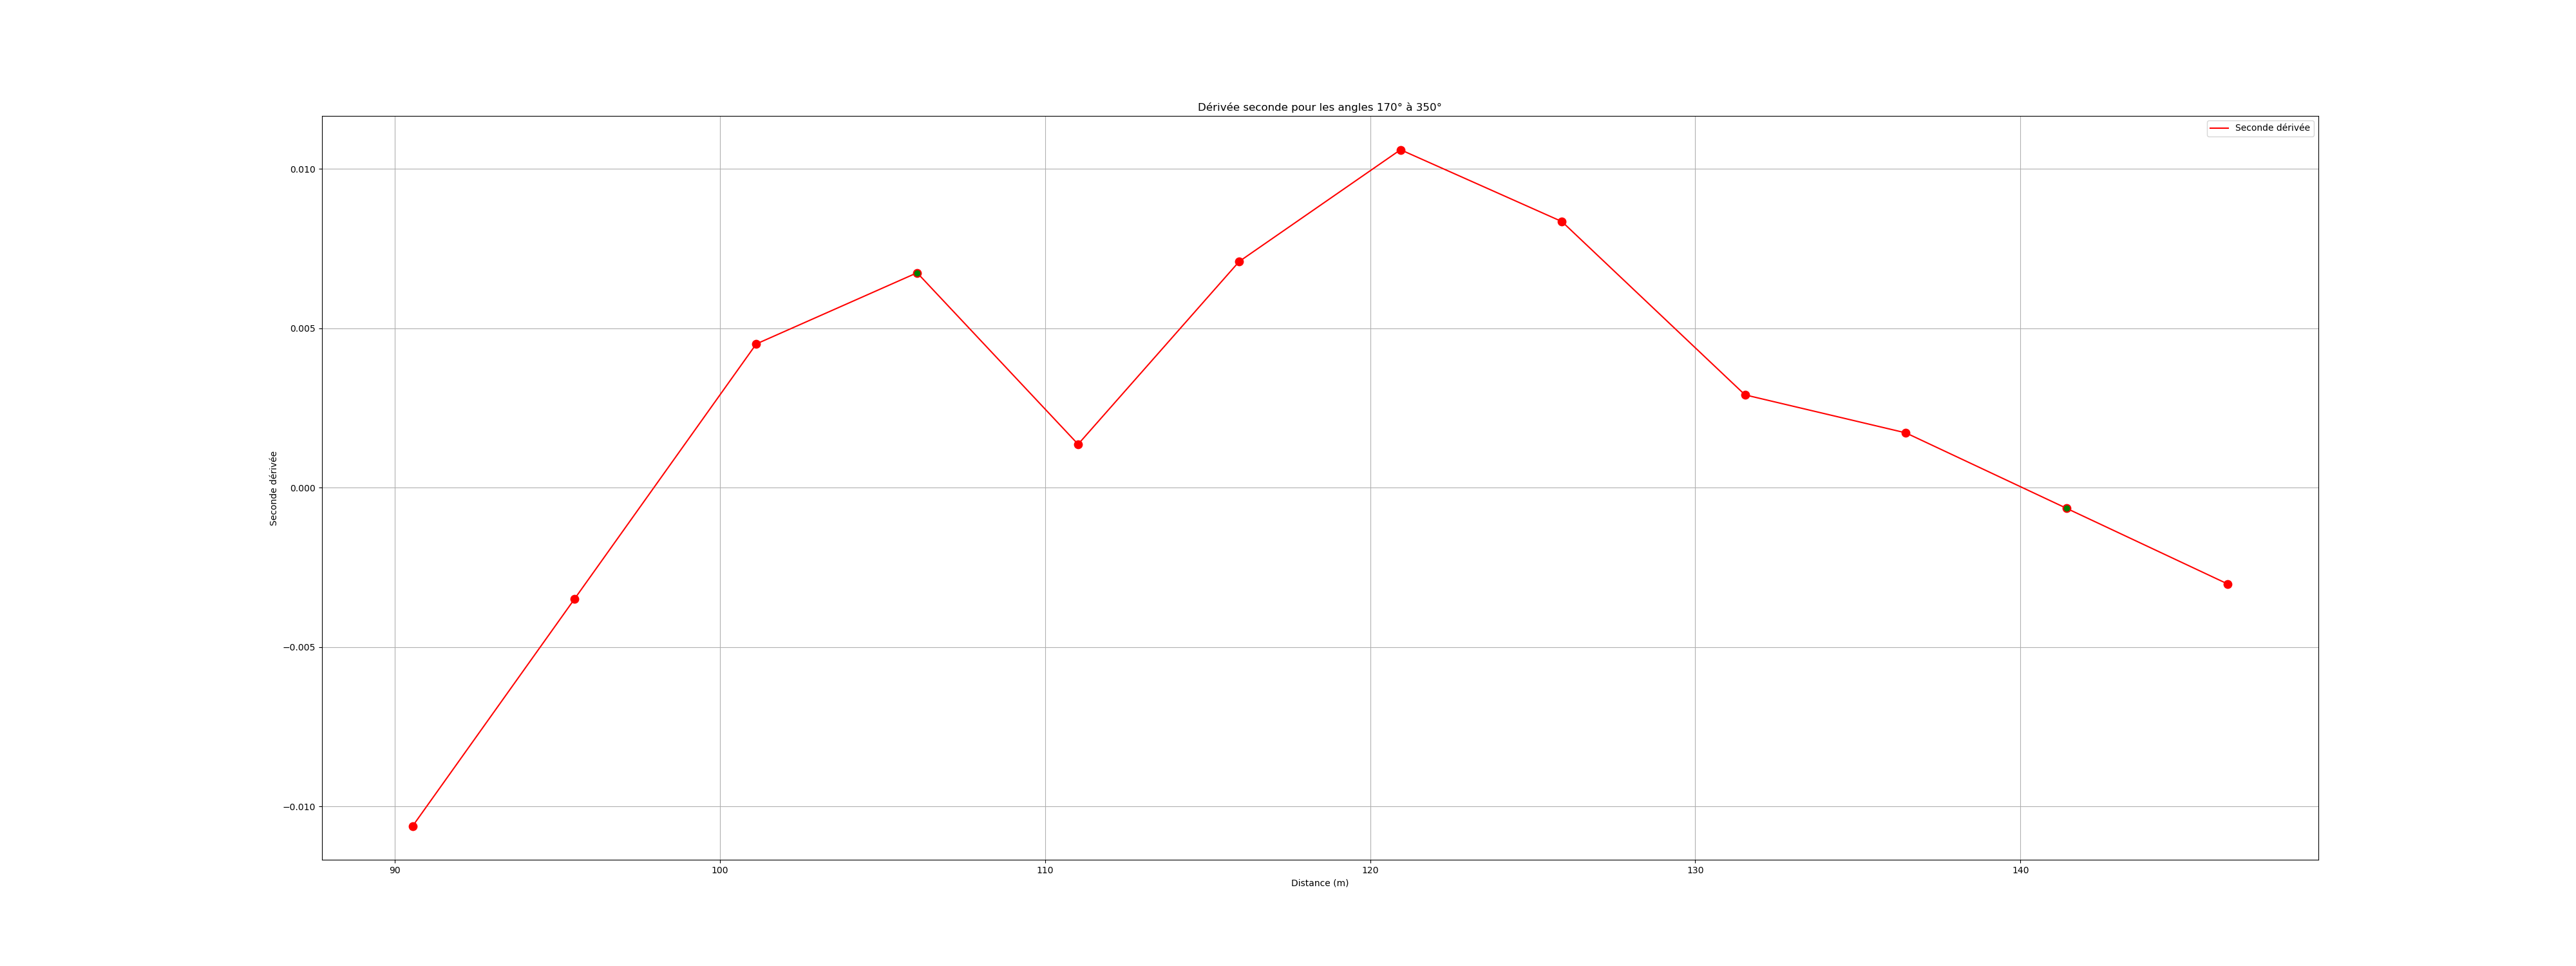 Dérivée seconde pour les angles 170° à 350°
Seconde dérivée
0.010
0.005
0.000
−0.005
−0.010
Seconde dérivée
90
100
110
120
130
140
Distance (m)